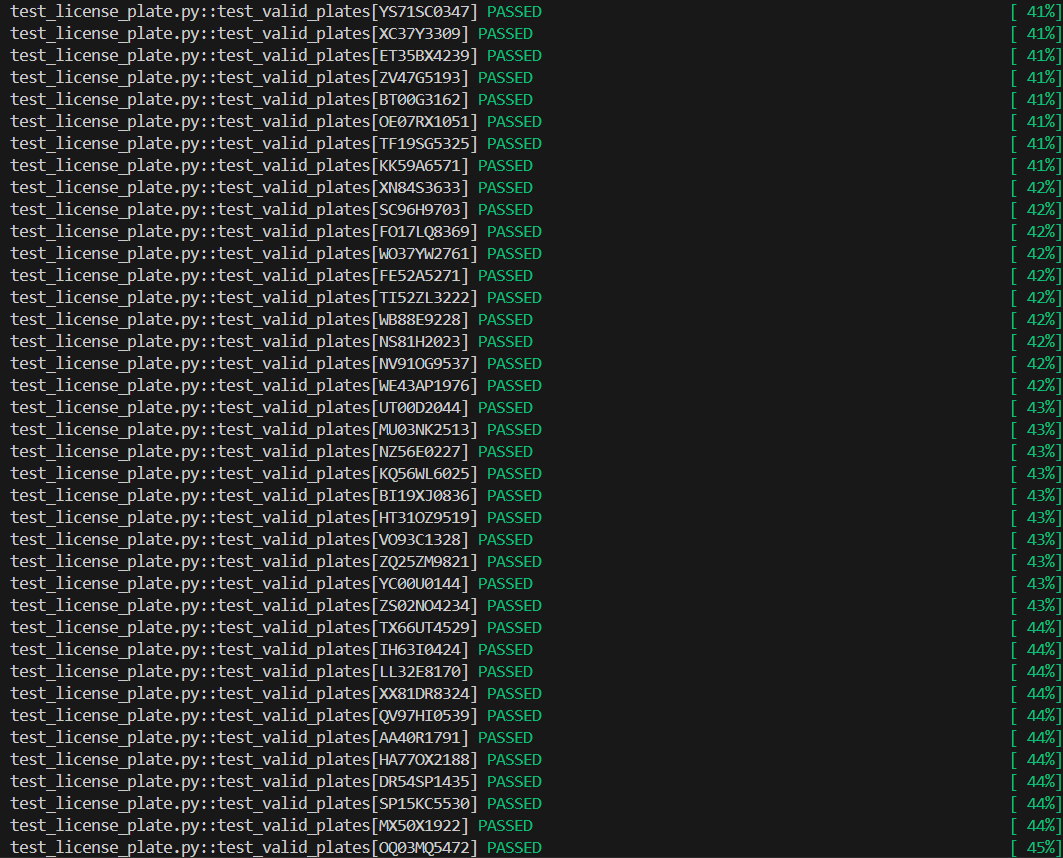 test_license_plate.py::test_valid_plates[YS71SC0347] PASSED [ 41%]
test_license_plate.py::test_valid_plates[XC37Y3309] PASSED [ 41%]
test_license_plate.py::test_valid_plates[ET35BX4239] PASSED [ 41%]
test_license_plate.py::test_valid_plates[ZV47G5193] PASSED [ 41%]
test_license_plate.py::test_valid_plates[BT00G3162] PASSED [ 41%]
test_license_plate.py::test_valid_plates[OE07RX1051] PASSED [ 41%]
test_license_plate.py::test_valid_plates[TF19SG5325] PASSED [ 41%]
test_license_plate.py::test_valid_plates[KK59A6571] PASSED [ 41%]
test_license_plate.py::test_valid_plates[XN84S3633] PASSED [ 42%]
test_license_plate.py::test_valid_plates[SC96H9703] PASSED [ 42%]
test_license_plate.py::test_valid_plates[FO17LQ8369] PASSED [ 42%]
test_license_plate.py::test_valid_plates[WO37YW2761] PASSED [ 42%]
test_license_plate.py::test_valid_plates[FE52A5271] PASSED [ 42%]
test_license_plate.py::test_valid_plates[TI52ZL3222] PASSED [ 42%]
test_license_plate.py::test_valid_plates[WB88E9228] PASSED [ 42%]
test_license_plate.py::test_valid_plates[NS81H2023] PASSED [ 42%]
test_license_plate.py::test_valid_plates[NV91OG9537] PASSED [ 42%]
test_license_plate.py::test_valid_plates[WE43AP1976] PASSED [ 42%]
test_license_plate.py::test_valid_plates[UT00D2044] PASSED [ 43%]
test_license_plate.py::test_valid_plates[MU03NK2513] PASSED [ 43%]
test_license_plate.py::test_valid_plates[NZ56E0227] PASSED [ 43%]
test_license_plate.py::test_valid_plates[KQ56WL6025] PASSED [ 43%]
test_license_plate.py::test_valid_plates[BI19XJ0836] PASSED [ 43%]
test_license_plate.py::test_valid_plates[HT31OZ9519] PASSED [ 43%]
test_license_plate.py::test_valid_plates[VO93C1328] PASSED [ 43%]
test_license_plate.py::test_valid_plates[ZQ25ZM9821] PASSED [ 43%]
test_license_plate.py::test_valid_plates[YC00U0144] PASSED [ 43%]
test_license_plate.py::test_valid_plates[ZS02NO4234] PASSED [ 43%]
test_license_plate.py::test_valid_plates[TX66UT4529] PASSED [ 44%]
test_license_plate.py::test_valid_plates[IH63I0424] PASSED [ 44%]
test_license_plate.py::test_valid_plates[LL32E8170] PASSED [ 44%]
test_license_plate.py::test_valid_plates[XX81DR8324] PASSED [ 44%]
test_license_plate.py::test_valid_plates[QV97HI0539] PASSED [ 44%]
test_license_plate.py::test_valid_plates[AA40R1791] PASSED [ 44%]
test_license_plate.py::test_valid_plates[HA77OX2188] PASSED [ 44%]
test_license_plate.py::test_valid_plates[DR54SP1435] PASSED [ 44%]
test_license_plate.py::test_valid_plates[SP15KC5530] PASSED [ 44%]
test_license_plate.py::test_valid_plates[MX50X1922] PASSED [ 44%]
test_license_plate.py::test_valid_plates[OQ03MQ5472] PASSED [ 45%]